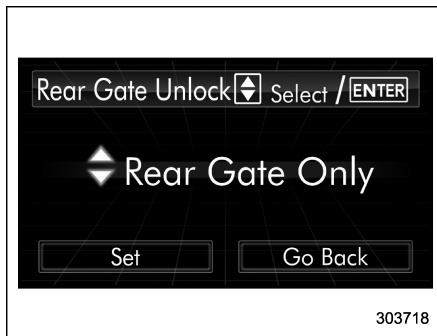 Rear Gate Unlock Select / ENTER
Rear Gate Only
Set Go Back
303718